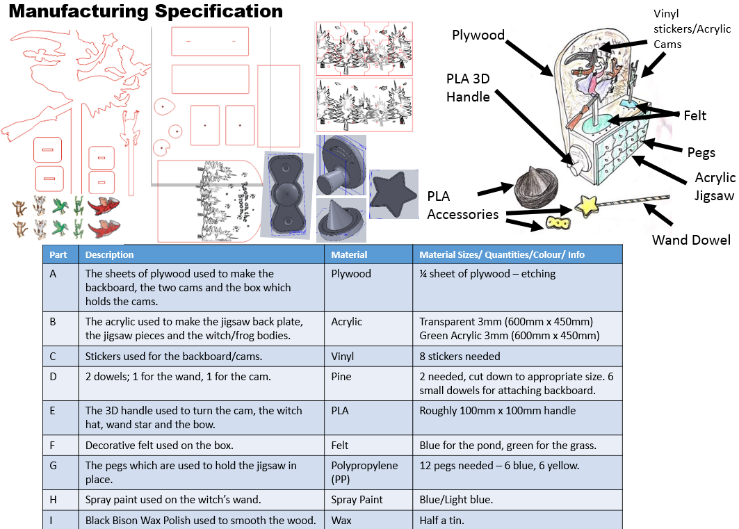 Manufacturing Specification
Vinyl
stickers/Acrylic
Cams
Plywood
PLA 3D
Handle
Felt
Pegs
Acrylic
Jigsaw
PLA
Accessories
Wand Dowel
Room on the
Broom
Part Description Material Material Sizes/ Quantities/Colour/ Info
A The sheets of plywood used to make the Plywood ¼ sheet of plywood – etching
backboard, the two cams and the box which
holds the cams.
B The acrylic used to make the jigsaw back plate, Acrylic Transparent 3mm (600mm x 450mm)
the jigsaw pieces and the witch/frog bodies. Green Acrylic 3mm (600mm x 450mm)
C Stickers used for the backboard/cams. Vinyl 8 stickers needed
D 2 dowels; 1 for the wand, 1 for the cam. Pine 2 needed, cut down to appropriate size. 6
small dowels for attaching backboard.
E The 3D handle used to turn the cam, the witch PLA Roughly 100mm x 100mm handle
hat, wand star and the bow.
F Decorative felt used on the box. Felt Blue for the pond, green for the grass.
G The pegs which are used to hold the jigsaw in Polypropylene 12 pegs needed – 6 blue, 6 yellow.
place. (PP)
H Spray paint used on the witch's wand. Spray Paint Blue/Light blue.
I Black Bison Wax Polish used to smooth the wood. Wax Half a tin.